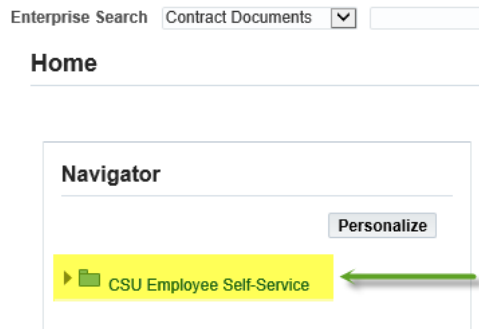 Enterprise Search Contract Documents
Home
Navigator
Personalize
CSU Employee Self-Service